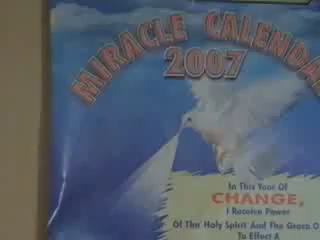 MIRACLE CALENDA
2007
In This Year Of
CHANGE,
I Receive Power
Of The Holy Spirit And The Grace O
To Effect A